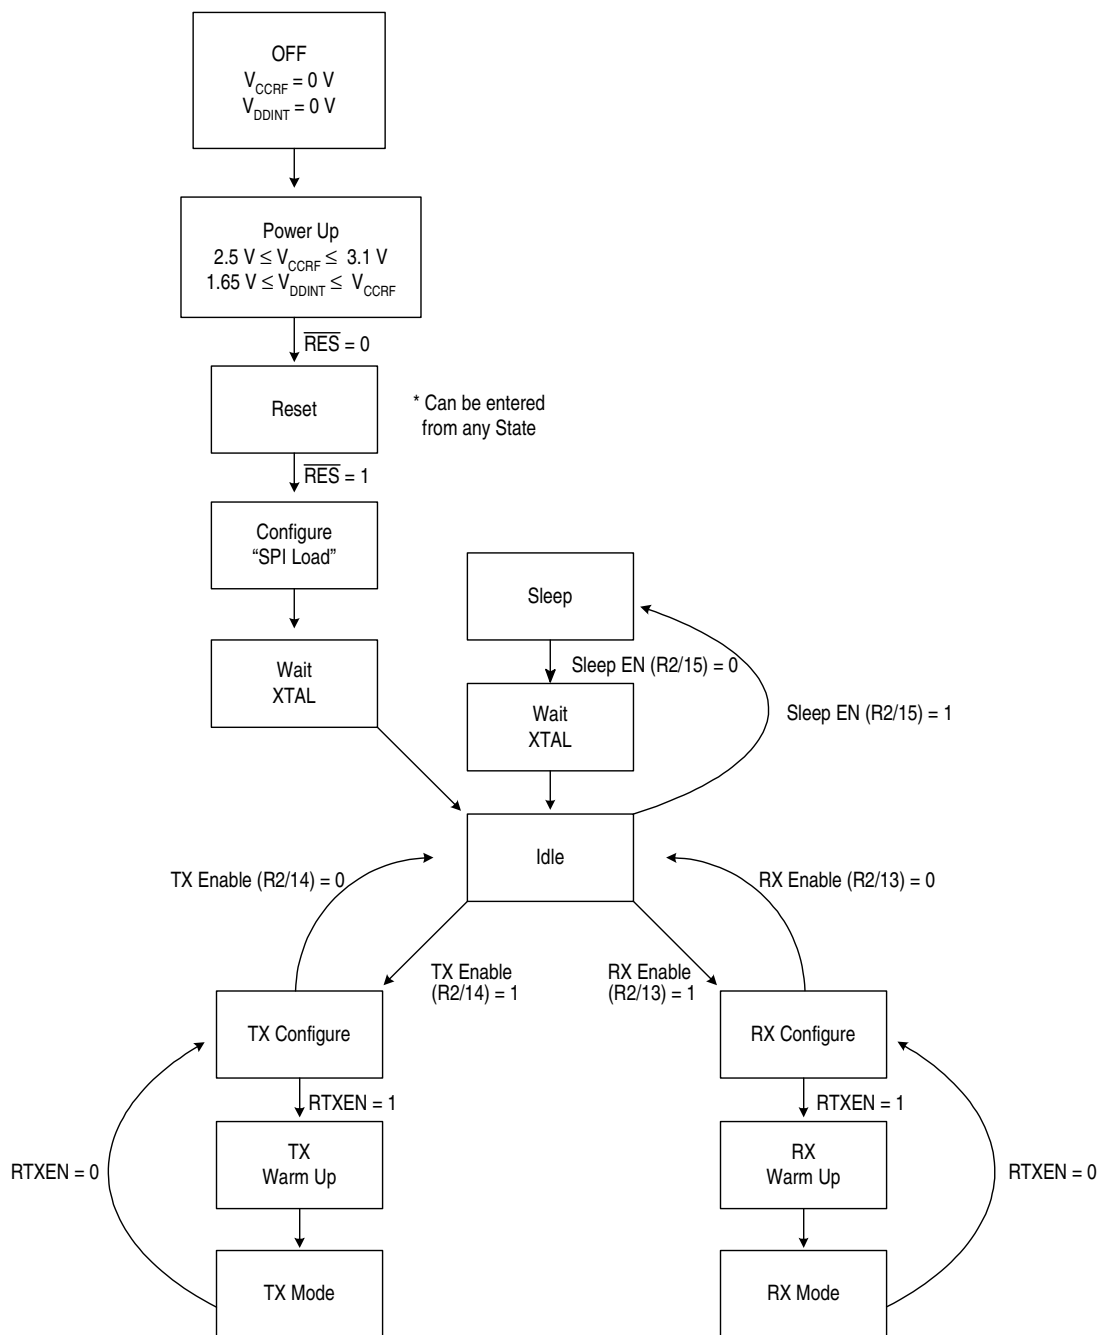 OFF
V_CCRF = 0 V
V_DDINT = 0 V
Power Up
2.5 V ≤ V_CCRF ≤ 3.1 V
1.65 V ≤ V_DDINT ≤ V_CCRF
R̅E̅S̅ = 0
Reset
* Can be entered
from any State
R̅E̅S̅ = 1
Configure
“SPI Load”
Wait
XTAL
Sleep
Sleep EN (R2/15) = 0
Wait
XTAL
Sleep EN (R2/15) = 1
Idle
TX Enable (R2/14) = 0
RX Enable (R2/13) = 0
TX Enable
(R2/14) = 1
RX Enable
(R2/13) = 1
TX Configure
RX Configure
RTXEN = 1
RTXEN = 1
TX
Warm Up
RX
Warm Up
RTXEN = 0
RTXEN = 0
TX Mode
RX Mode